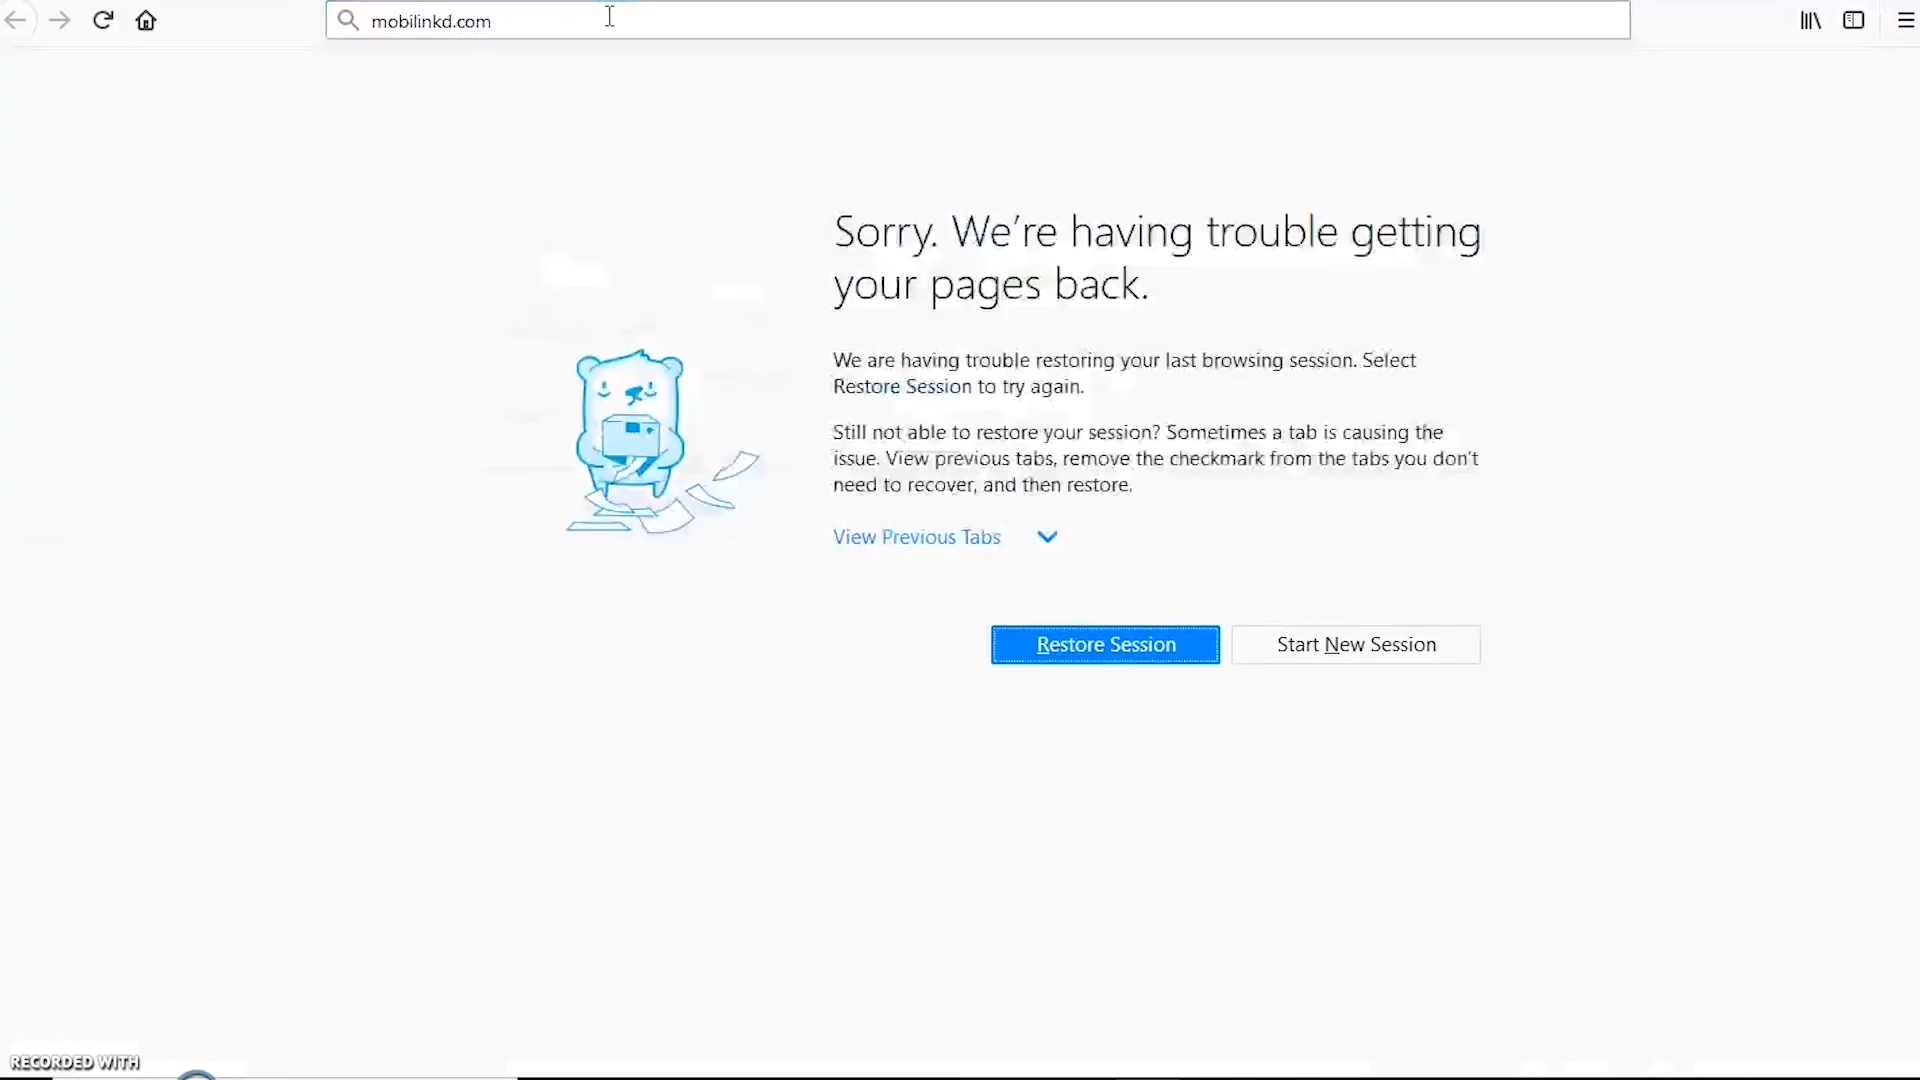 mobilinkd.com
Sorry. We're having trouble getting
your pages back.
We are having trouble restoring your last browsing session. Select
Restore Session to try again.
Still not able to restore your session? Sometimes a tab is causing the
issue. View previous tabs, remove the checkmark from the tabs you don't
need to recover, and then restore.
View Previous Tabs
Restore Session
Start New Session
RECORDED WITH